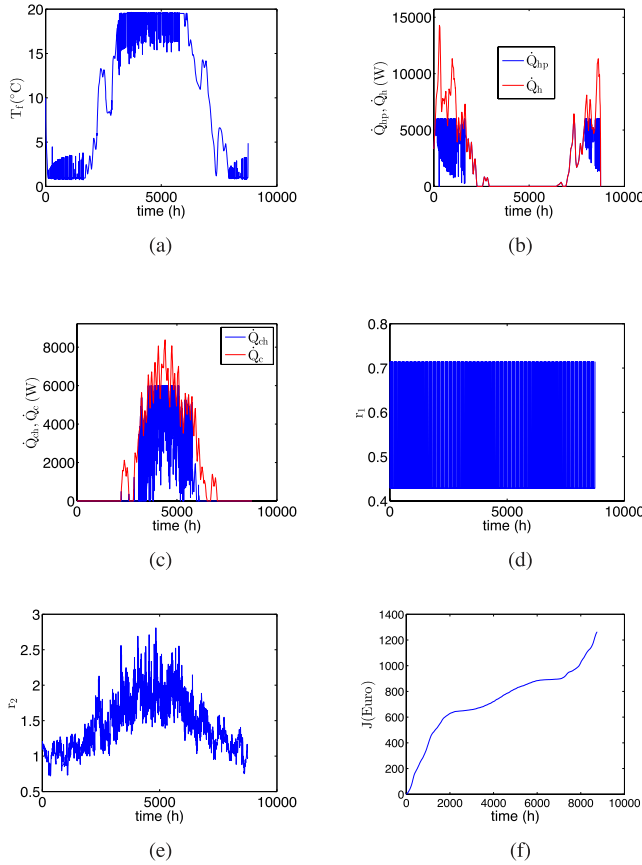 20
15
10
5
0
0 5000 10000
T_f(°C)
time (h)
(a)
15000
10000
5000
0
0 5000 10000
Q̇_hp, Q̇_h (W)
Q̇_hp
Q̇_h
time (h)
(b)
8000
6000
4000
2000
0
0 5000 10000
Q̇_ch, Q̇_c (W)
Q̇_ch
Q̇_c
time (h)
(c)
0.8
0.7
0.6
0.5
0.4
0 5000 10000
r_1
time (h)
(d)
3
2.5
2
1.5
1
0.5
0 5000 10000
r_2
time (h)
(e)
1400
1200
1000
800
600
400
200
0
0 2000 4000 6000 8000 10000
J(Euro)
time (h)
(f)